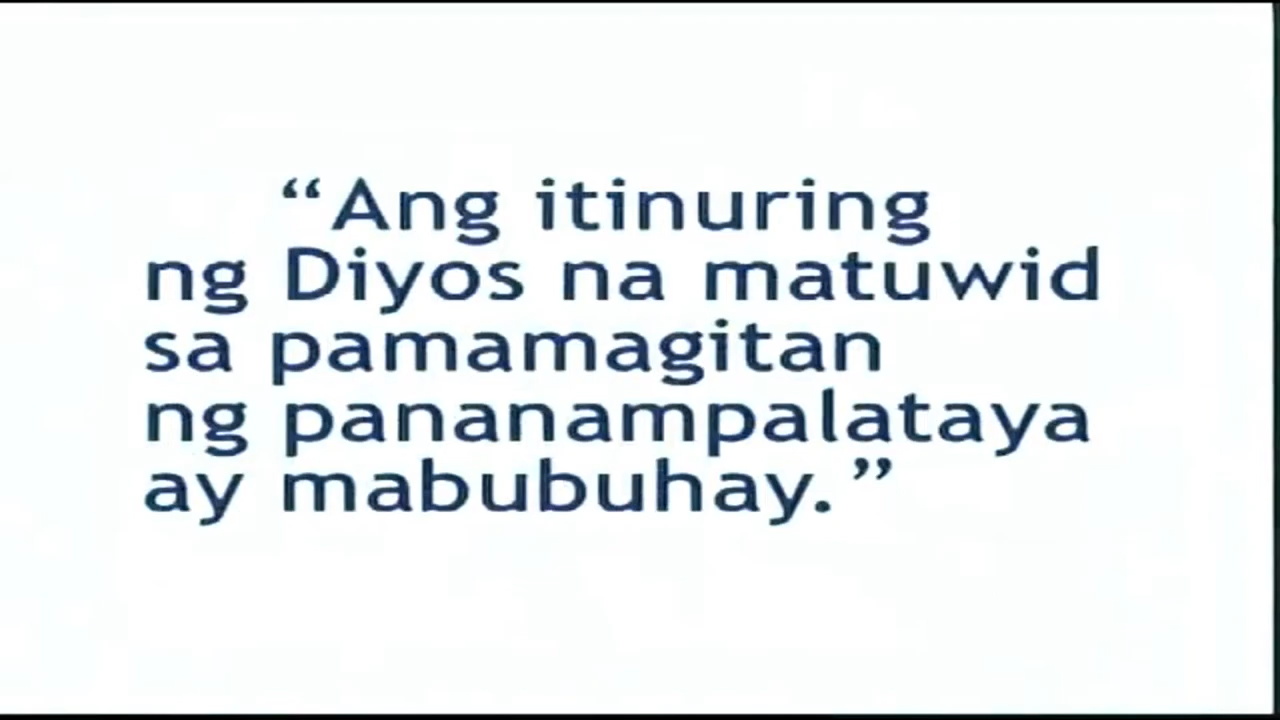 “Ang itinuring
ng Diyos na matuwid
sa pamamagitan
ng pananampalataya
ay mabubuhay.”